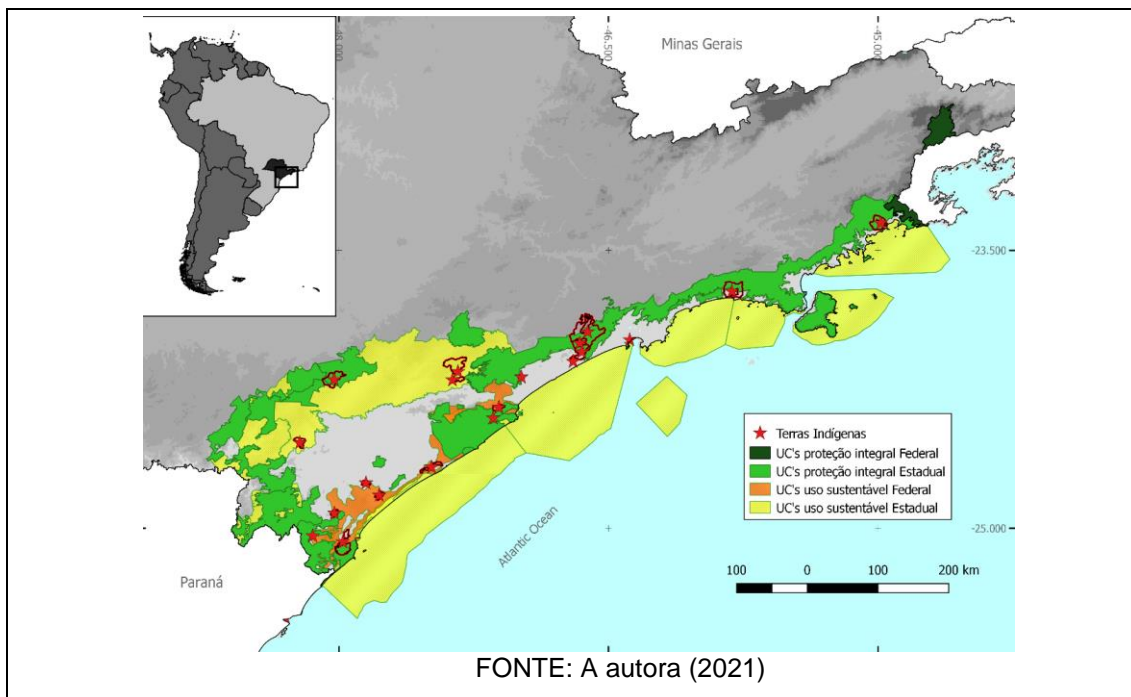 -48.000
-46.500
-45.000
Minas Gerais
-23.500
Terras Indígenas
UC's proteção integral Federal
UC's proteção integral Estadual
UC's uso sustentável Federal
UC's uso sustentável Estadual
-25.000
Atlantic Ocean
Paraná
100 0 100 200 km
FONTE: A autora (2021)